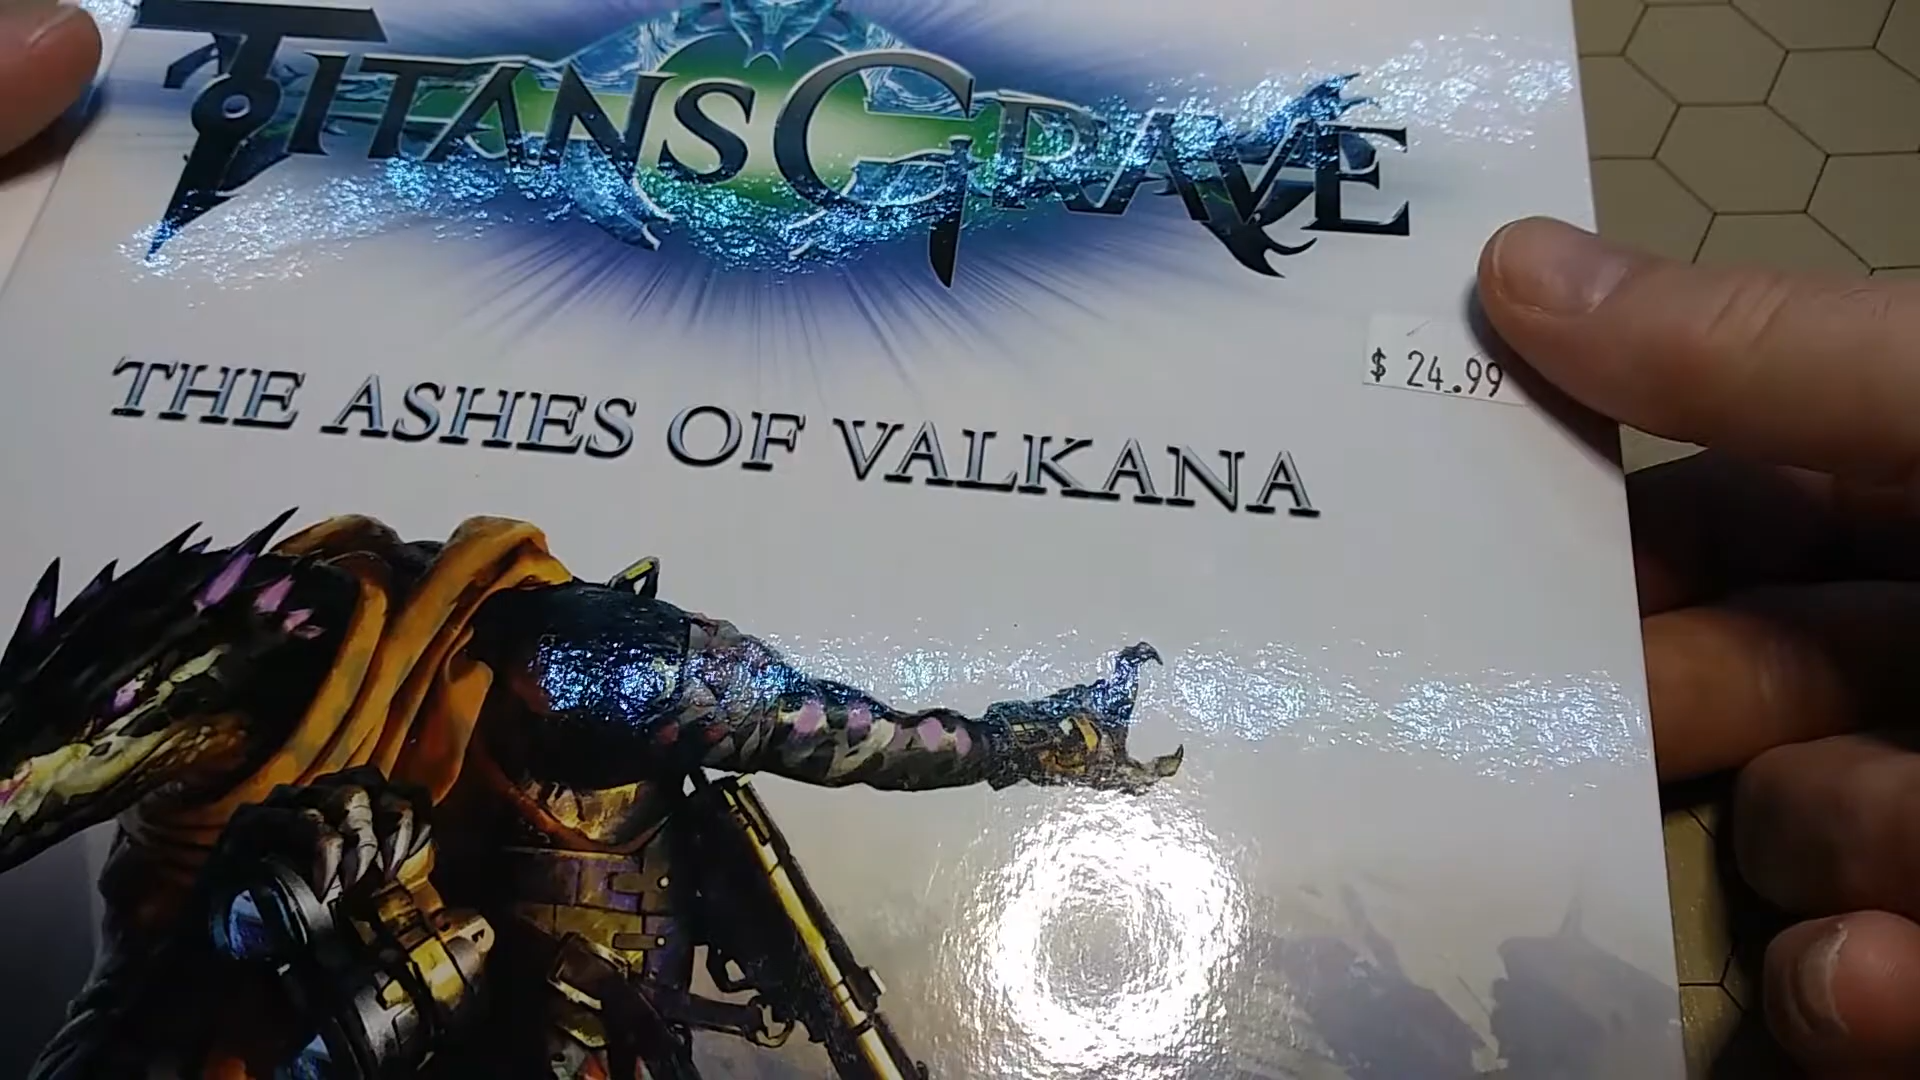 TITANSGRAVE
THE ASHES OF VALKANA
$ 24.99